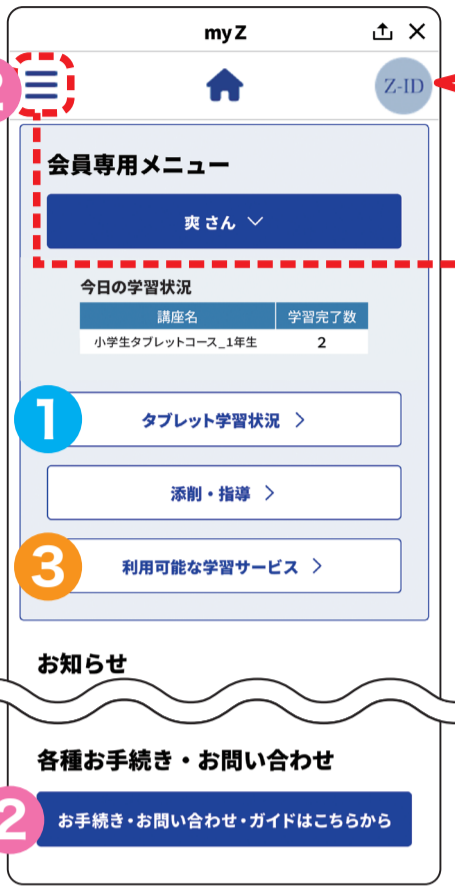 my Z
2
Z-ID
会員専用メニュー
爽 さん
今日の学習状況
講座名 学習完了数
小学生タブレットコース_1年生 2
1
タブレット学習状況
添削・指導
3
利用可能な学習サービス
お知らせ
各種お手続き・お問い合わせ
2
お手続き・お問い合わせ・ガイドはこちらから